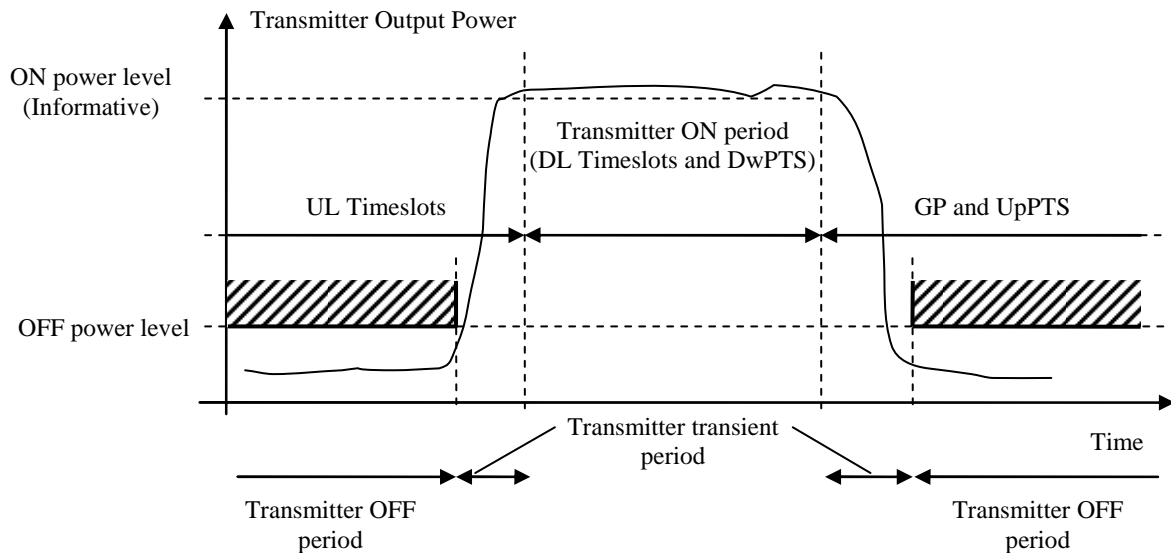 Transmitter Output Power
ON power level
(Informative)
Transmitter ON period
(DL Timeslots and DwPTS)
UL Timeslots
GP and UpPTS
OFF power level
Transmitter transient
period
Time
Transmitter OFF
period
Transmitter OFF
period